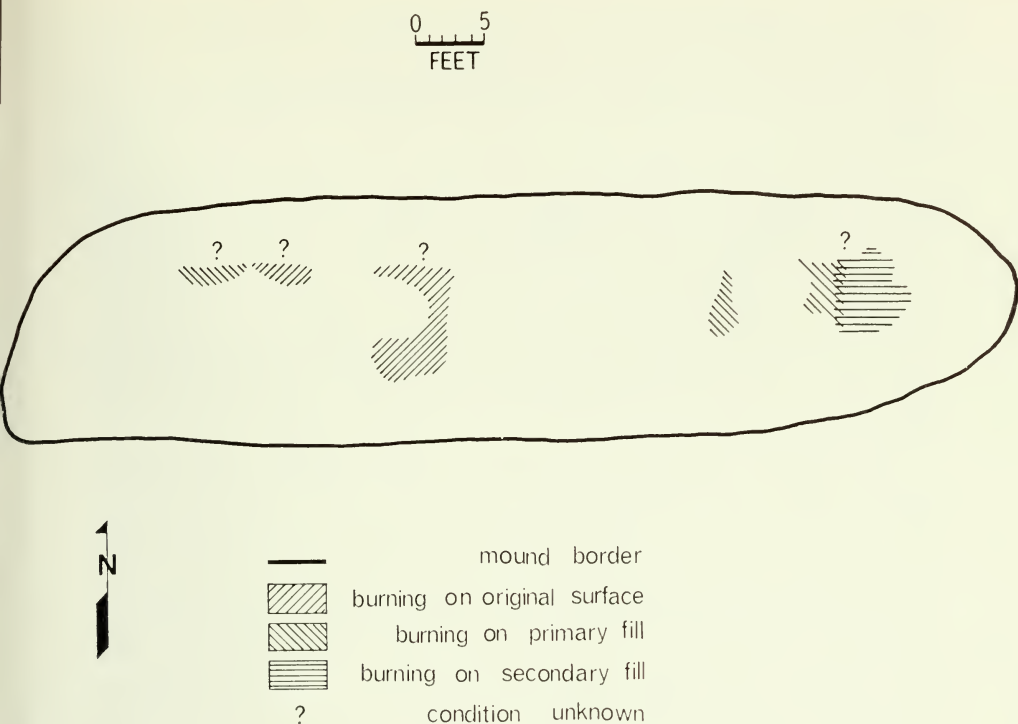 0 5
FEET
? ? ? ?
N
mound border
burning on original surface
burning on primary fill
burning on secondary fill
? condition unknown